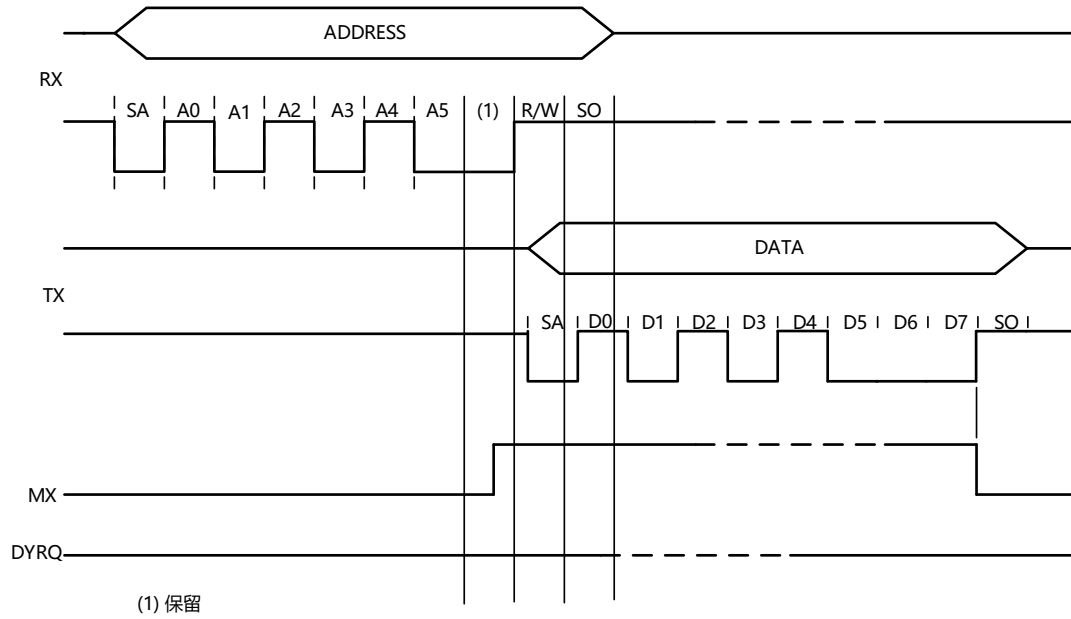 ADDRESS
RX
SA A0 A1 A2 A3 A4 A5 (1) R/W SO
DATA
TX
SA D0 D1 D2 D3 D4 D5 D6 D7 SO
MX
DYRQ
(1) 保留